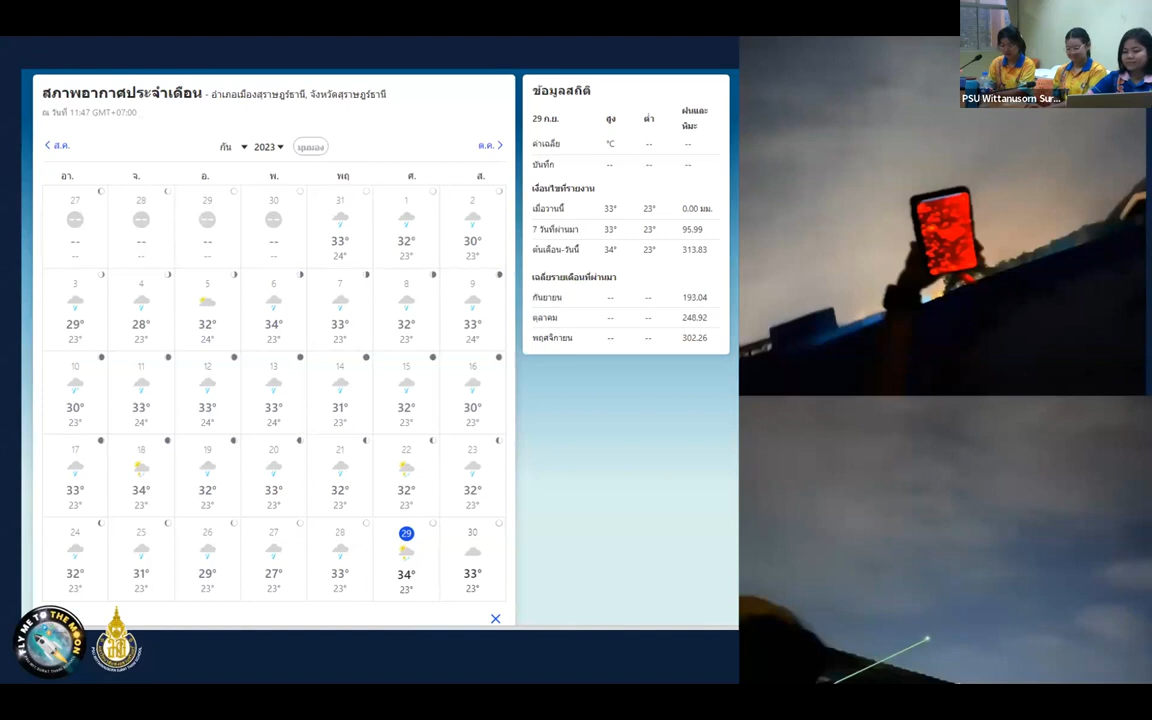 สภาพอากาศประจำเดือน - อำเภอเมืองสุราษฎร์ธานี, จังหวัดสุราษฎร์ธานี
ณ วันที่ 11:47 GMT+07:00
ส.ค. กัน 2023 มุมมอง ต.ค.
อา. จ. อ. พ. พฤ ศ. ส.
27 28 29 30 31 1 2
-- -- -- -- 33° 32° 30°
-- -- -- -- 24° 23° 23°
3 4 5 6 7 8 9
29° 28° 32° 34° 33° 32° 33°
23° 23° 24° 23° 23° 23° 24°
10 11 12 13 14 15 16
30° 33° 33° 33° 31° 32° 30°
23° 24° 24° 24° 23° 23° 23°
17 18 19 20 21 22 23
33° 34° 32° 33° 32° 32° 32°
23° 23° 23° 23° 23° 23° 23°
24 25 26 27 28 29 30
32° 31° 29° 27° 33° 34° 33°
23° 23° 23° 23° 23° 23° 23°
ข้อมูลสถิติ
29 ก.ย. สูง ต่ำ ฝนและหิมะ
ค่าเฉลี่ย °C -- --
บันทึก -- --
เงื่อนไขที่รายงาน
เมื่อวานนี้ 33° 23° 0.00 มม.
7 วันที่ผ่านมา 33° 23° 95.99
ต้นเดือน-วันนี้ 34° 23° 313.83
เฉลี่ยรายเดือนที่ผ่านมา
กันยายน -- -- 193.04
ตุลาคม -- -- 248.92
พฤศจิกายน -- -- 302.26
PSU Wittanusorn Sur...
FLY ME TO THE MOON